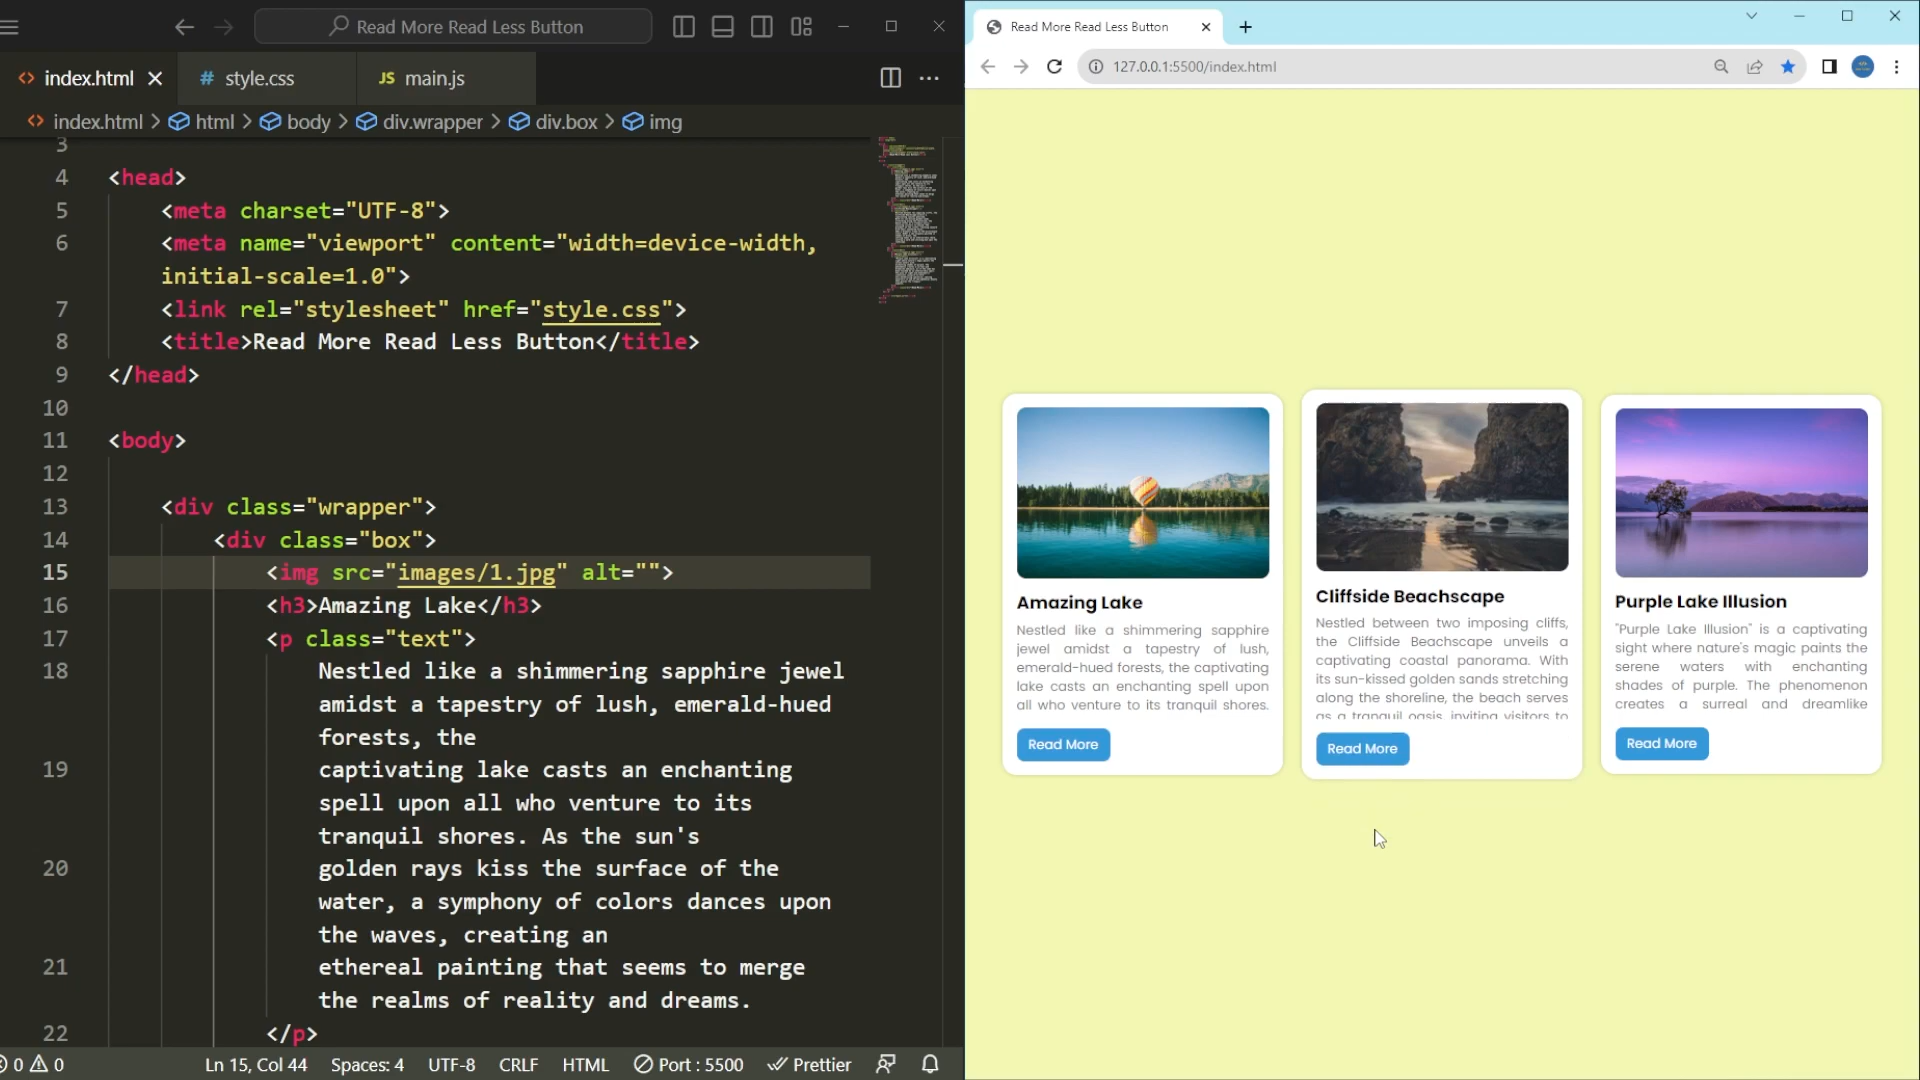 Read More Read Less Button
index.html
# style.css
JS main.js
<> index.html > html > body > div.wrapper > div.box > img
3
4 <head>
5 <meta charset="UTF-8">
6 <meta name="viewport" content="width=device-width,
initial-scale=1.0">
7 <link rel="stylesheet" href="style.css">
8 <title>Read More Read Less Button</title>
9 </head>
10
11 <body>
12
13 <div class="wrapper">
14 <div class="box">
15 <img src="images/1.jpg" alt="">
16 <h3>Amazing Lake</h3>
17 <p class="text">
18 Nestled like a shimmering sapphire jewel
amidst a tapestry of lush, emerald-hued
forests, the
19 captivating lake casts an enchanting
spell upon all who venture to its
tranquil shores. As the sun's
20 golden rays kiss the surface of the
water, a symphony of colors dances upon
the waves, creating an
21 ethereal painting that seems to merge
the realms of reality and dreams.
22 </p>
0 0
Ln 15, Col 44
Spaces: 4
UTF-8
CRLF
HTML
Port : 5500
Prettier
Read More Read Less Button
127.0.0.1:5500/index.html
Amazing Lake
Nestled like a shimmering sapphire
jewel amidst a tapestry of lush,
emerald-hued forests, the captivating
lake casts an enchanting spell upon
all who venture to its tranquil shores.
Read More
Cliffside Beachscape
Nestled between two imposing cliffs,
the Cliffside Beachscape unveils a
captivating coastal panorama. With
its sun-kissed golden sands stretching
along the shoreline, the beach serves
as a tranquil oasis, inviting visitors to
Read More
Purple Lake Illusion
"Purple Lake Illusion" is a captivating
sight where nature's magic paints the
serene waters with enchanting
shades of purple. The phenomenon
creates a surreal and dreamlike
Read More